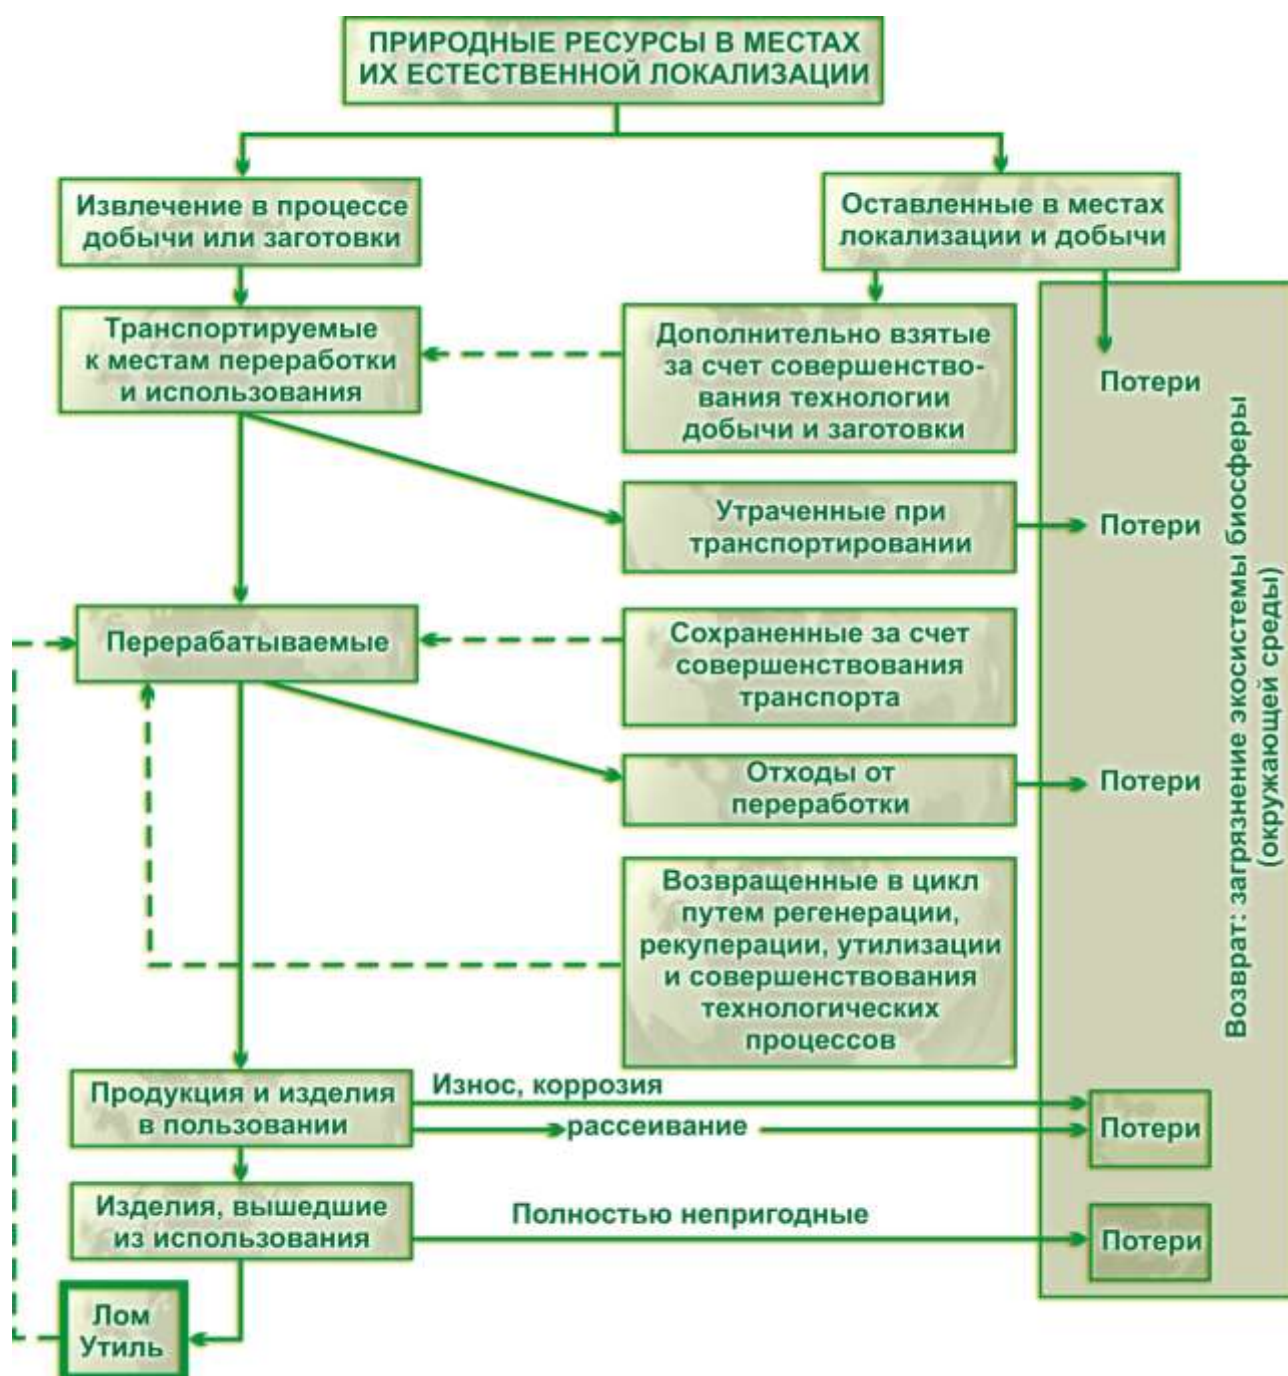 ПРИРОДНЫЕ РЕСУРСЫ В МЕСТАХ
ИХ ЕСТЕСТВЕННОЙ ЛОКАЛИЗАЦИИ
Извлечение в процессе
добычи или заготовки
Оставленные в местах
локализации и добычи
Транспортируемые
к местам переработки
и использования
Дополнительно взятые
за счет совершенство-
вания технологии
добычи и заготовки
Потери
Утраченные при
транспортировании
Потери
Перерабатываемые
Сохраненные за счет
совершенствования
транспорта
Отходы от
переработки
Потери
Возвращенные в цикл
путем регенерации,
рекуперации, утилизации
и совершенствования
технологических
процессов
Возврат: загрязнение экосистемы биосферы
(окружающей среды)
Продукция и изделия
в пользовании
Износ, коррозия
рассеивание
Потери
Изделия, вышедшие
из использования
Полностью непригодные
Потери
Лом
Утиль